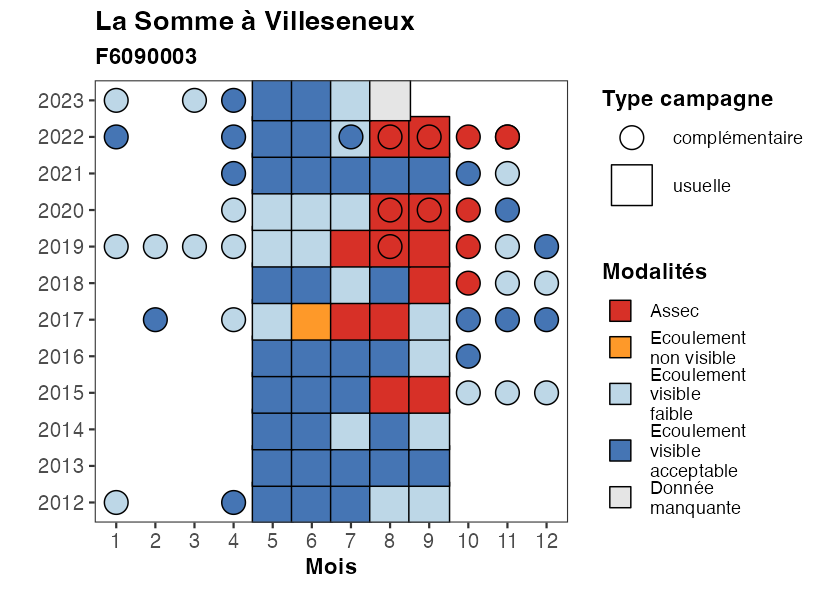 La Somme à Villeseneux
F6090003
2023
2022
2021
2020
2019
2018
2017
2016
2015
2014
2013
2012
1 2 3 4 5 6 7 8 9 10 11 12
Mois
Type campagne
complémentaire
usuelle
Modalités
Assec
Ecoulement
non visible
Ecoulement
visible
faible
Ecoulement
visible
acceptable
Donnée
manquante